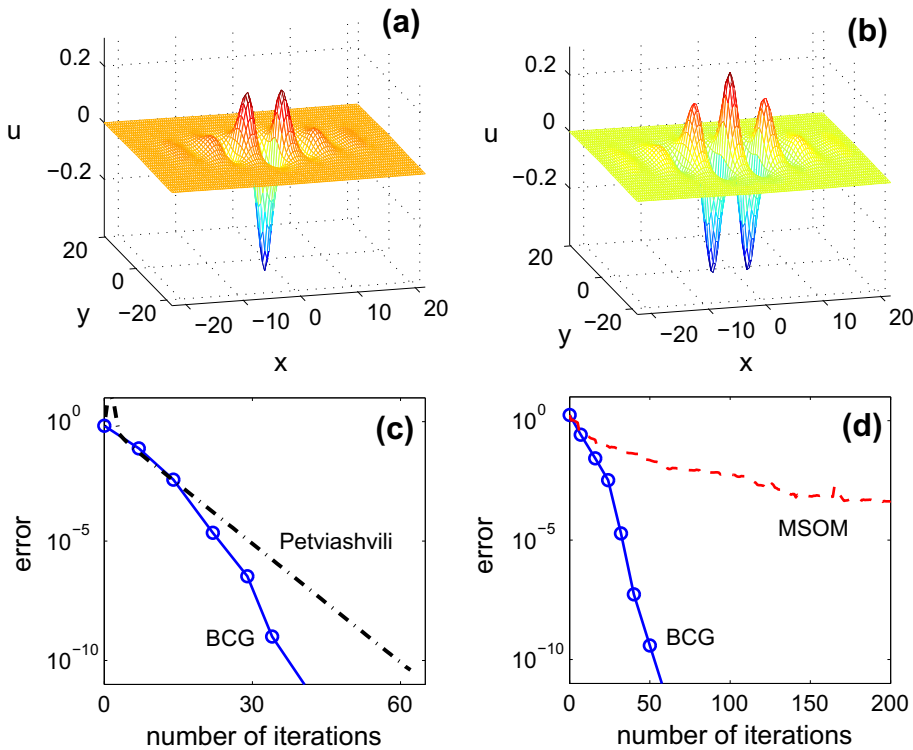 (a)
0.2
0
−0.2
u
20
0
−20
y
−20
−10
0
10
20
x
(b)
0.2
0
−0.2
u
20
0
−20
y
−20
−10
0
10
20
x
(c)
10^0
10^−5
10^−10
error
Petviashvili
BCG
0
30
60
number of iterations
(d)
10^0
10^−5
10^−10
error
MSOM
BCG
0
50
100
150
200
number of iterations